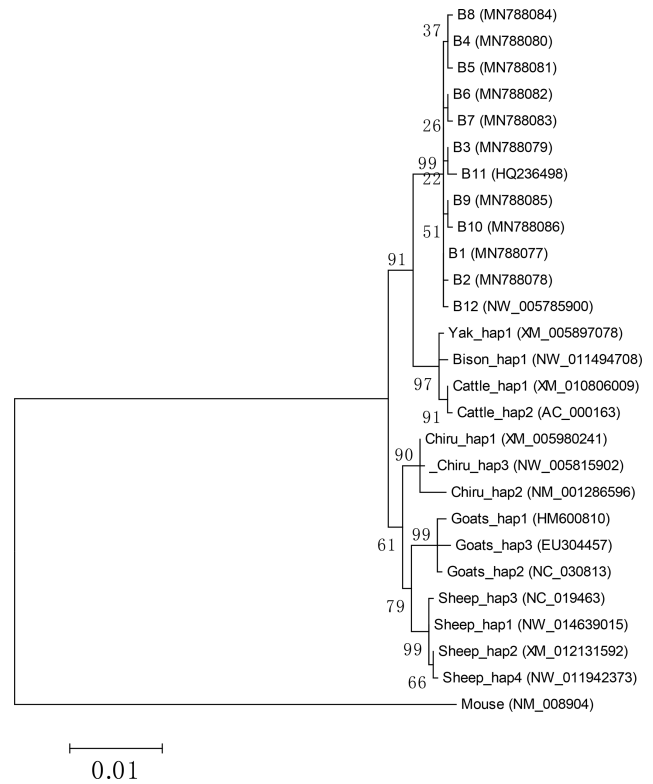 B8 (MN788084)
37
B4 (MN788080)
B5 (MN788081)
B6 (MN788082)
B7 (MN788083)
26
B3 (MN788079)
99
B11 (HQ236498)
22
B9 (MN788085)
B10 (MN788086)
51
B1 (MN788077)
91
B2 (MN788078)
B12 (NW_005785900)
Yak_hap1 (XM_005897078)
Bison_hap1 (NW_011494708)
97
Cattle_hap1 (XM_010806009)
Cattle_hap2 (AC_000163)
91
Chiru_hap1 (XM_005980241)
90
_Chiru_hap3 (NW_005815902)
Chiru_hap2 (NM_001286596)
Goats_hap1 (HM600810)
99
61
Goats_hap3 (EU304457)
Goats_hap2 (NC_030813)
Sheep_hap3 (NC_019463)
79
Sheep_hap1 (NW_014639015)
99
Sheep_hap2 (XM_012131592)
Sheep_hap4 (NW_011942373)
66
Mouse (NM_008904)
0.01